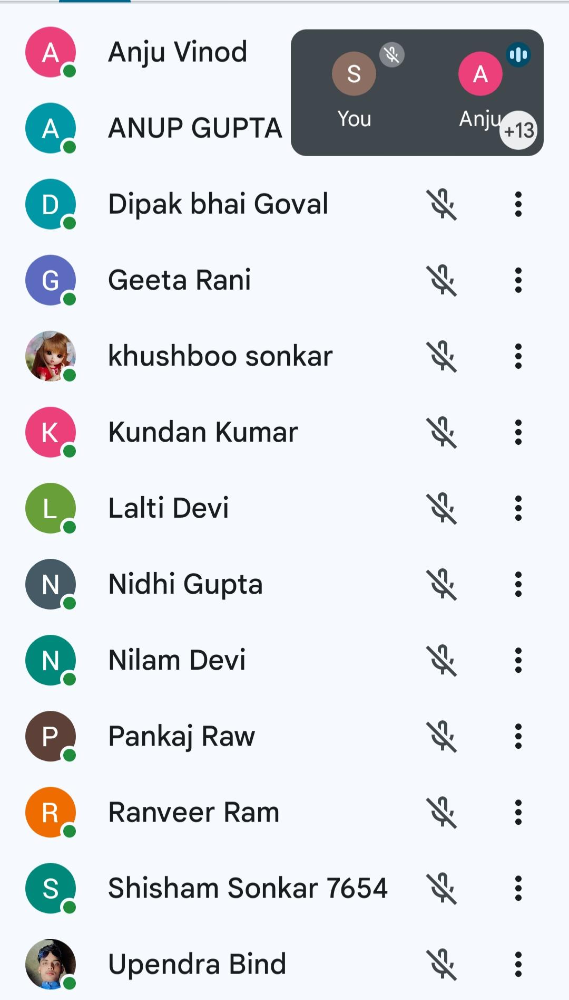 A Anju Vinod
S You
A Anju
+13
A ANUP GUPTA
D Dipak bhai Goval
G Geeta Rani
khushboo sonkar
K Kundan Kumar
L Lalti Devi
N Nidhi Gupta
N Nilam Devi
P Pankaj Raw
R Ranveer Ram
S Shisham Sonkar 7654
Upendra Bind